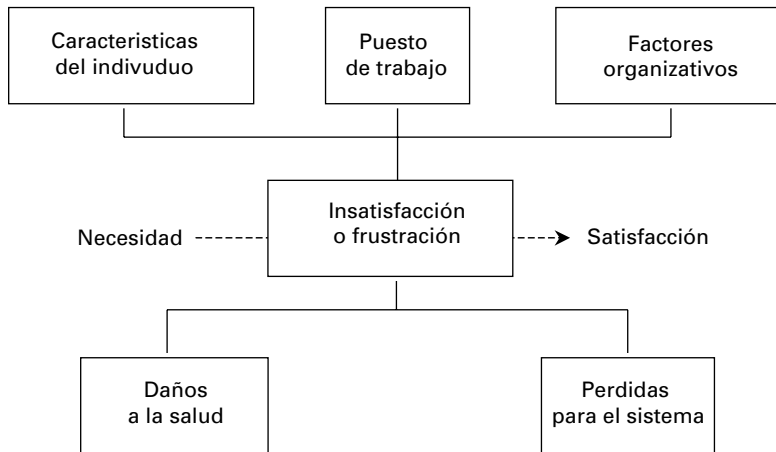 Caracteristicas
del indivuduo
Puesto
de trabajo
Factores
organizativos
Insatisfacción
o frustración
Necesidad
Satisfacción
Daños
a la salud
Perdidas
para el sistema